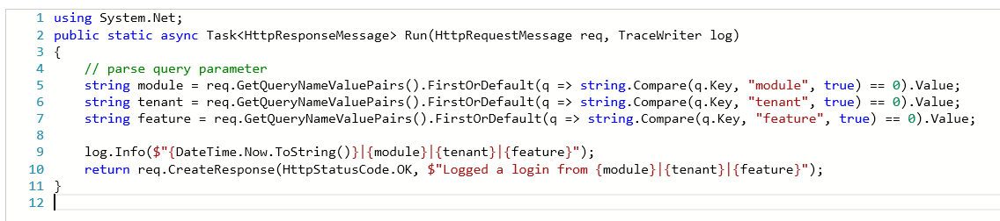 1 using System.Net;
2 public static async Task<HttpResponseMessage> Run(HttpRequestMessage req, TraceWriter log)
3 {
4     // parse query parameter
5     string module = req.GetQueryNameValuePairs().FirstOrDefault(q => string.Compare(q.Key, "module", true) == 0).Value;
6     string tenant = req.GetQueryNameValuePairs().FirstOrDefault(q => string.Compare(q.Key, "tenant", true) == 0).Value;
7     string feature = req.GetQueryNameValuePairs().FirstOrDefault(q => string.Compare(q.Key, "feature", true) == 0).Value;
8
9     log.Info($"{DateTime.Now.ToString()}|{module}|{tenant}|{feature}");
10     return req.CreateResponse(HttpStatusCode.OK, $"Logged a login from {module}|{tenant}|{feature}");
11 }
12